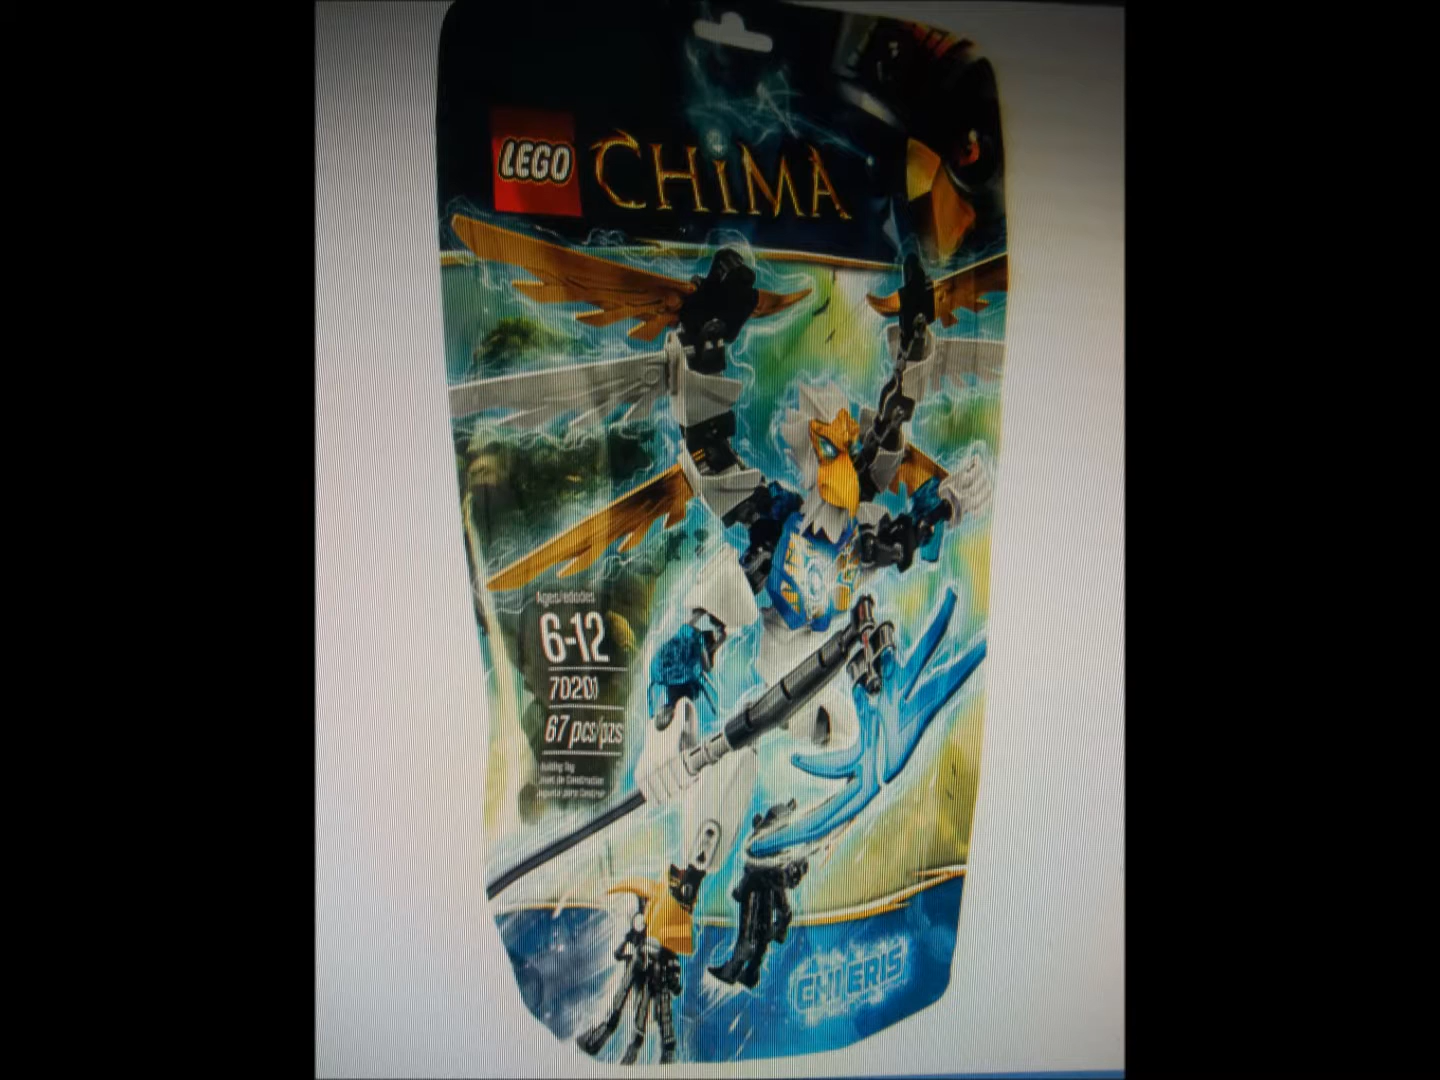 LEGO CHIMA
Ages/edades
6-12
70201
67 pcs/pzs
Building Toy
Jouet de Construction
Juguete para Construir
CHI ERIS